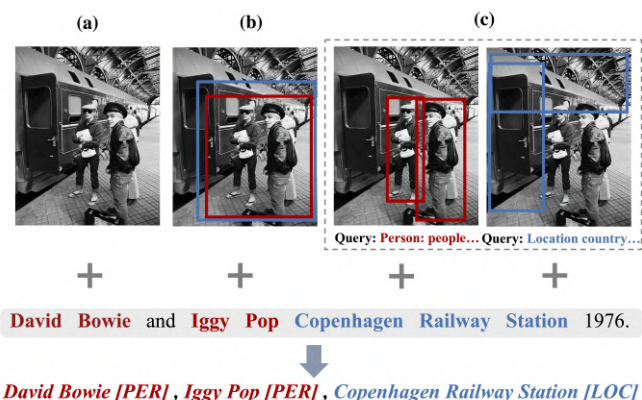 (a) (b) (c)
Query: Person: people... Query: Location country...
+ + + +
David Bowie and Iggy Pop Copenhagen Railway Station 1976.
David Bowie [PER] , Iggy Pop [PER] , Copenhagen Railway Station [LOC]